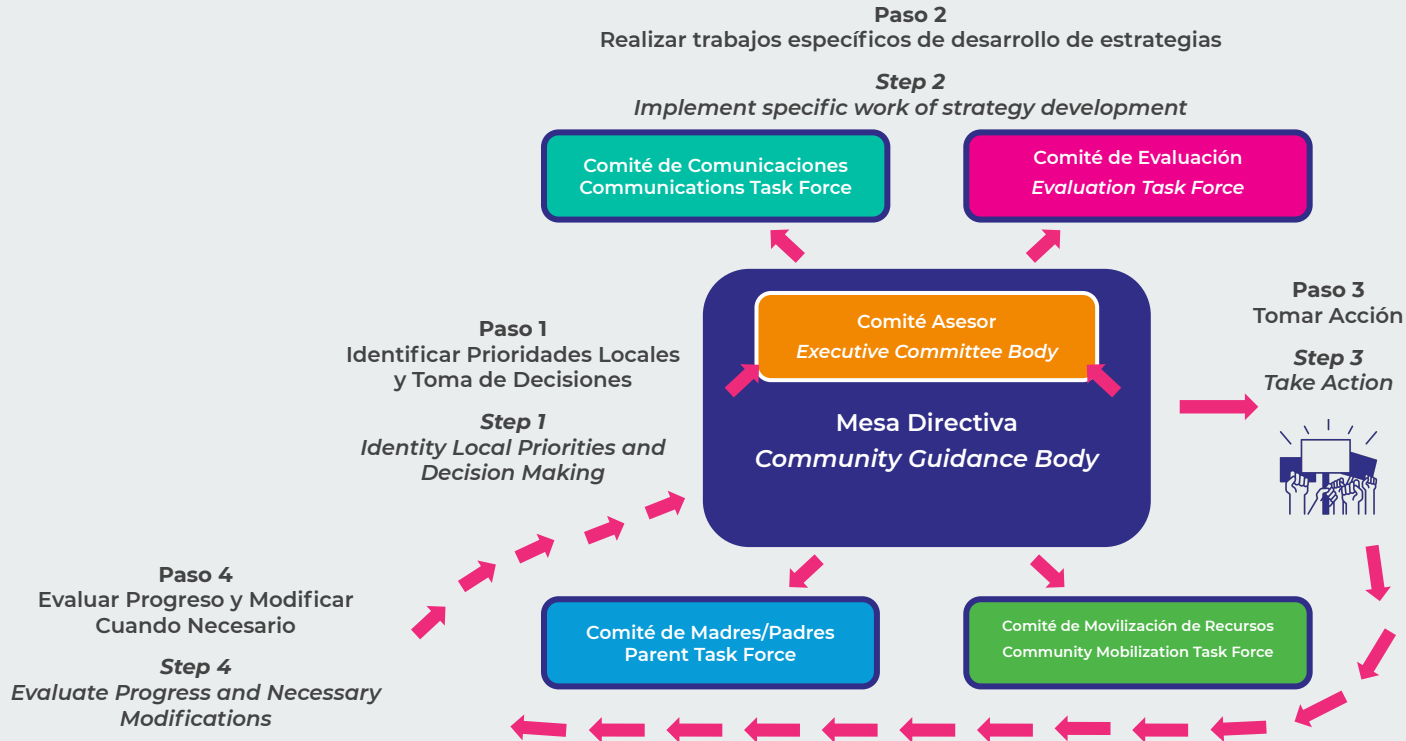 Paso 2
Realizar trabajos específicos de desarrollo de estrategias
Step 2
Implement specific work of strategy development
Comité de Comunicaciones
Communications Task Force
Comité de Evaluación
Evaluation Task Force
Paso 1
Identificar Prioridades Locales
y Toma de Decisiones
Step 1
Identity Local Priorities and
Decision Making
Comité Asesor
Executive Committee Body
Mesa Directiva
Community Guidance Body
Paso 3
Tomar Acción
Step 3
Take Action
Paso 4
Evaluar Progreso y Modificar
Cuando Necesario
Step 4
Evaluate Progress and Necessary
Modifications
Comité de Madres/Padres
Parent Task Force
Comité de Movilización de Recursos
Community Mobilization Task Force